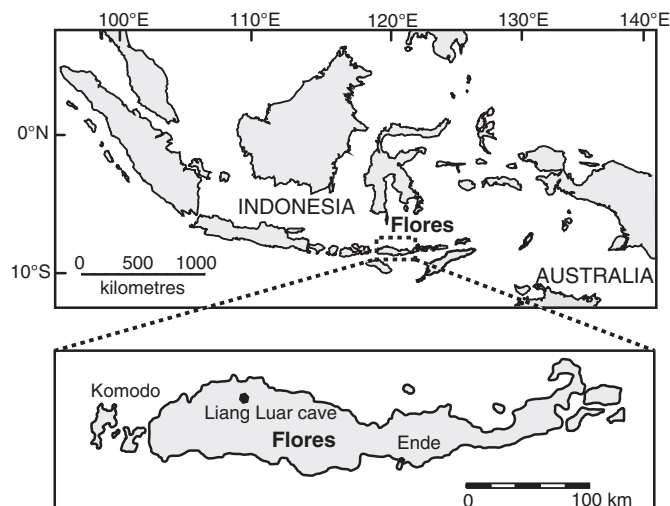 100°E 110°E 120°E 130°E 140°E
0°N
INDONESIA
Flores
0 500 1000
10°S
kilometres
AUSTRALIA
Komodo
Liang Luar cave
Flores
Ende
0 100 km